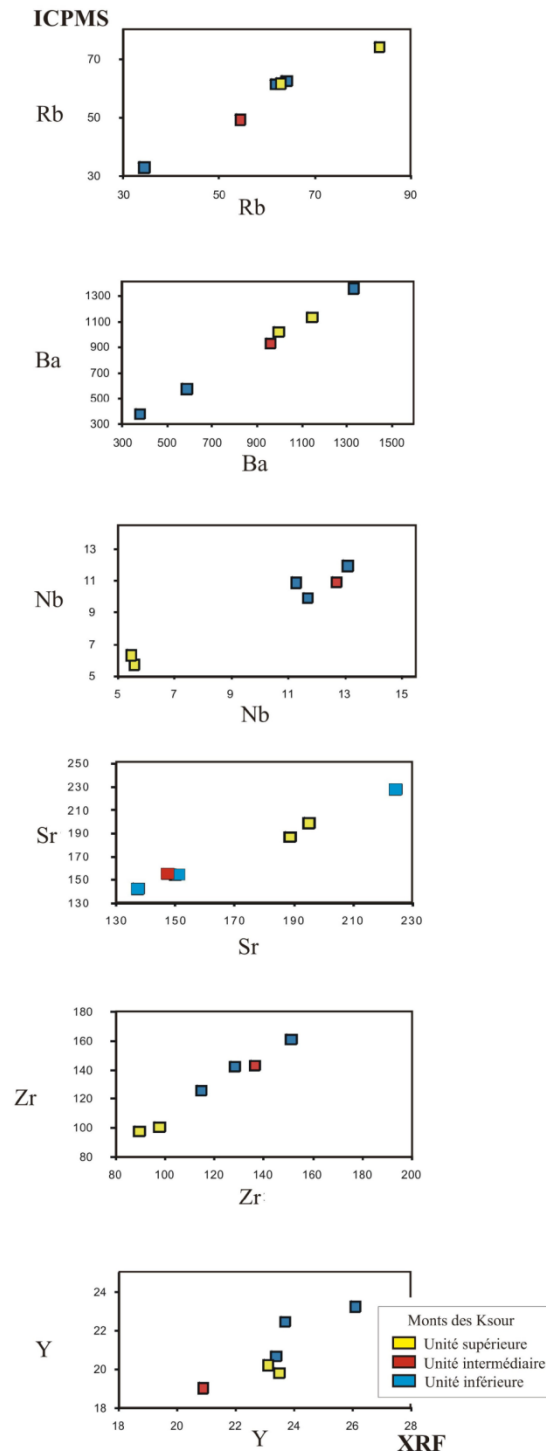 ICPMS
70
Rb
50
30
30 50 70 90
Rb
1300
1100
900
Ba
700
500
300
300 500 700 900 1100 1300 1500
Ba
13
11
Nb
9
7
5
5 7 9 11 13 15
Nb
250
230
210
Sr
190
170
150
130
130 150 170 190 210 230
Sr
180
160
140
Zr
120
100
80
80 100 120 140 160 180 200
Zr
24
22
Y
20
18
18 20 22 24 26 28
Y
Monts des Ksour
Unité supérieure
Unité intermédiaire
Unité inférieure
XRF